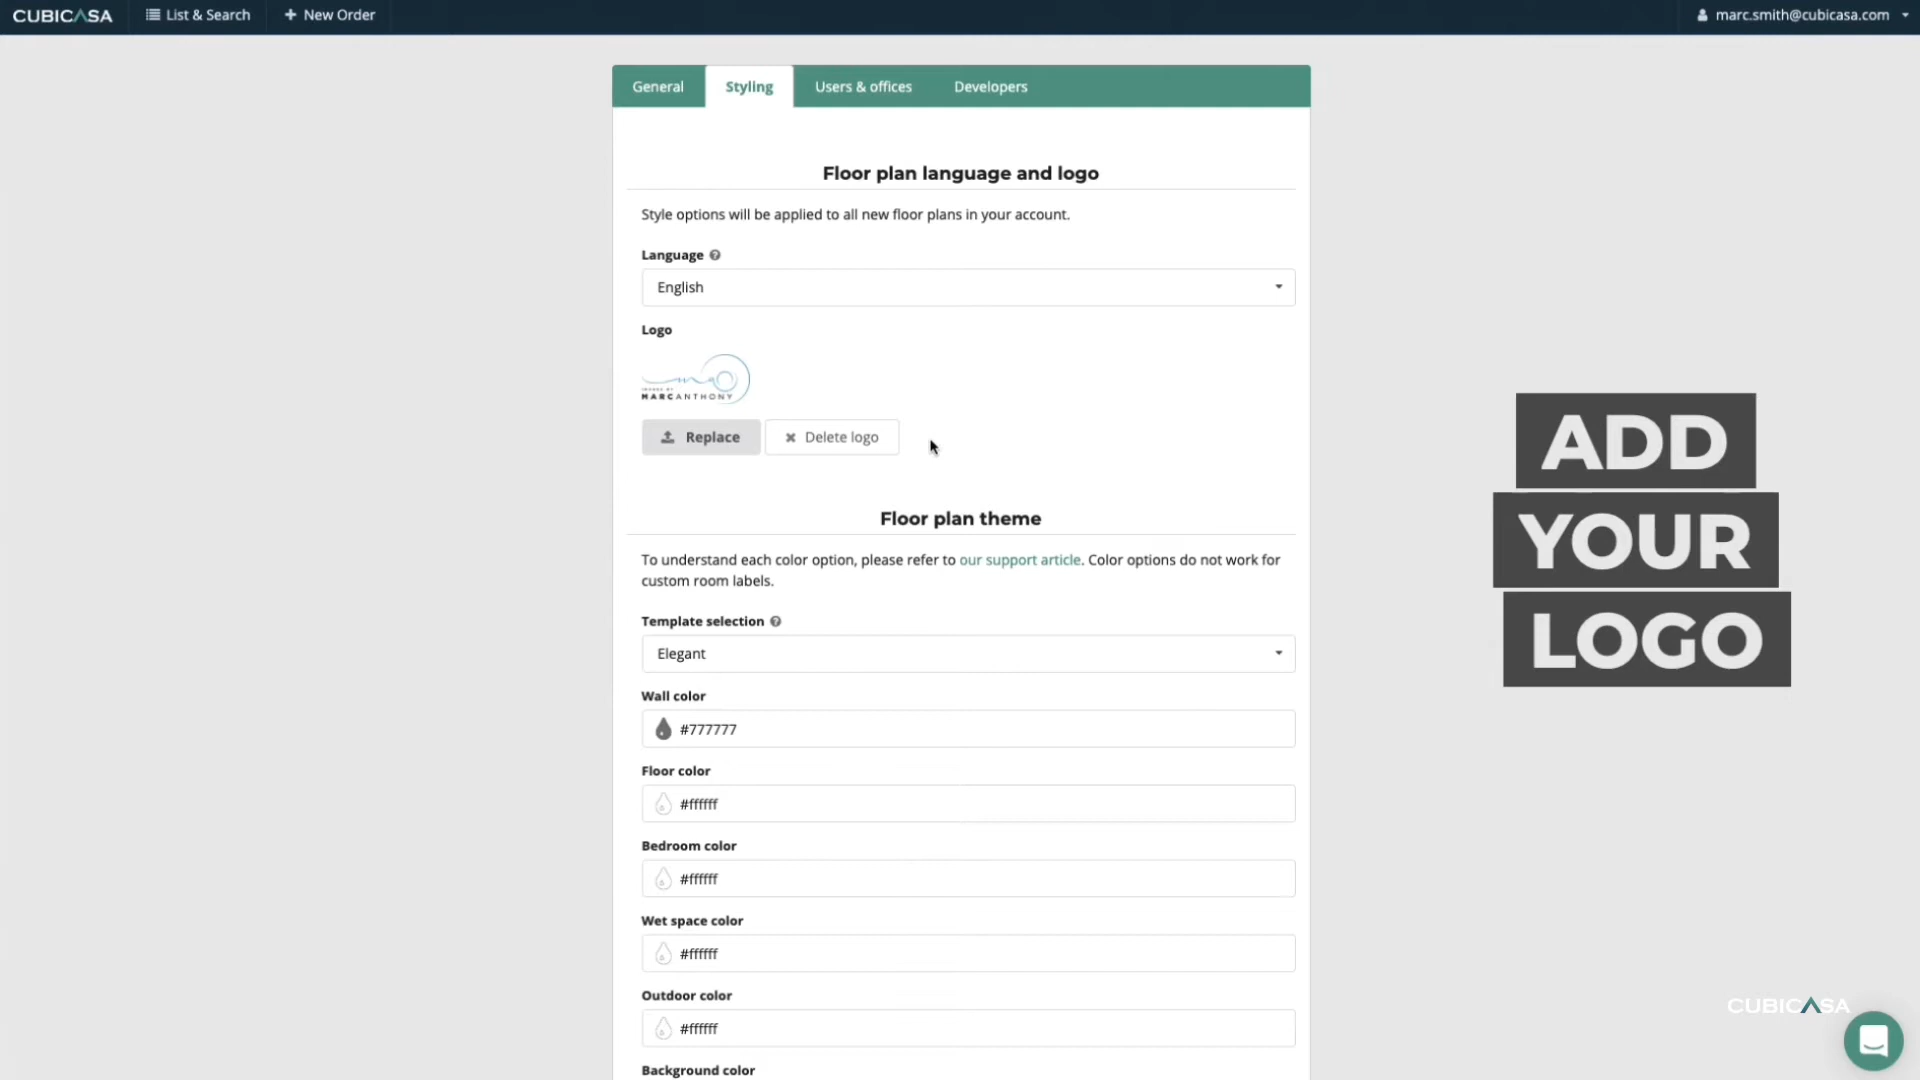 CUBICASA
List & Search
New Order
marc.smith@cubicasa.com
General
Styling
Users & offices
Developers
Floor plan language and logo
Style options will be applied to all new floor plans in your account.
Language
English
Logo
IMAGES BY
MARCANTHONY
Replace
Delete logo
Floor plan theme
To understand each color option, please refer to our support article. Color options do not work for
custom room labels.
Template selection
Elegant
Wall color
#777777
Floor color
#ffffff
Bedroom color
#ffffff
Wet space color
#ffffff
Outdoor color
#ffffff
Background color
ADD
YOUR
LOGO
CUBICASA